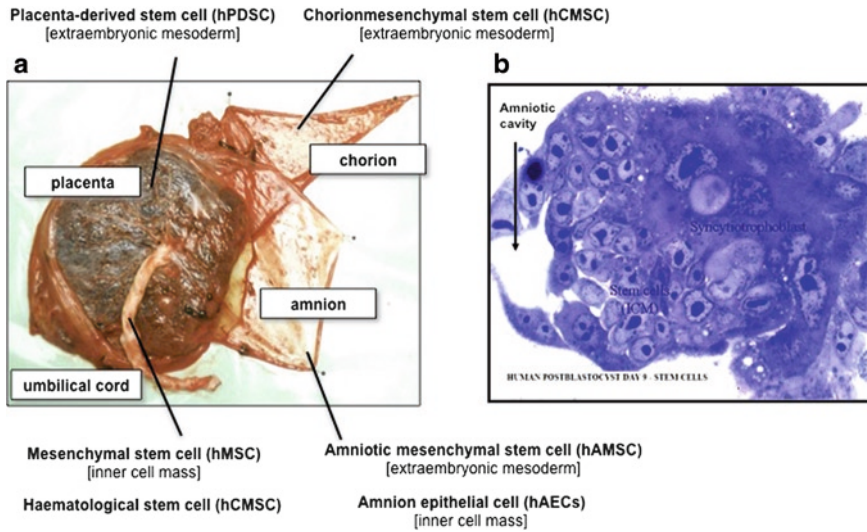 Placenta-derived stem cell (hPDSC)
[extraembryonic mesoderm]
Chorionmesenchymal stem cell (hCMSC)
[extraembryonic mesoderm]
a
placenta
chorion
amnion
umbilical cord
Mesenchymal stem cell (hMSC)
[inner cell mass]
Haematological stem cell (hCMSC)
Amniotic mesenchymal stem cell (hAMSC)
[extraembryonic mesoderm]
Amnion epithelial cell (hAECs)
[inner cell mass]
b
Amniotic
cavity
Syncytiotrophoblast
Stem cells
(ICM)
HUMAN POSTBLASTOCYST DAY 9 - STEM CELLS